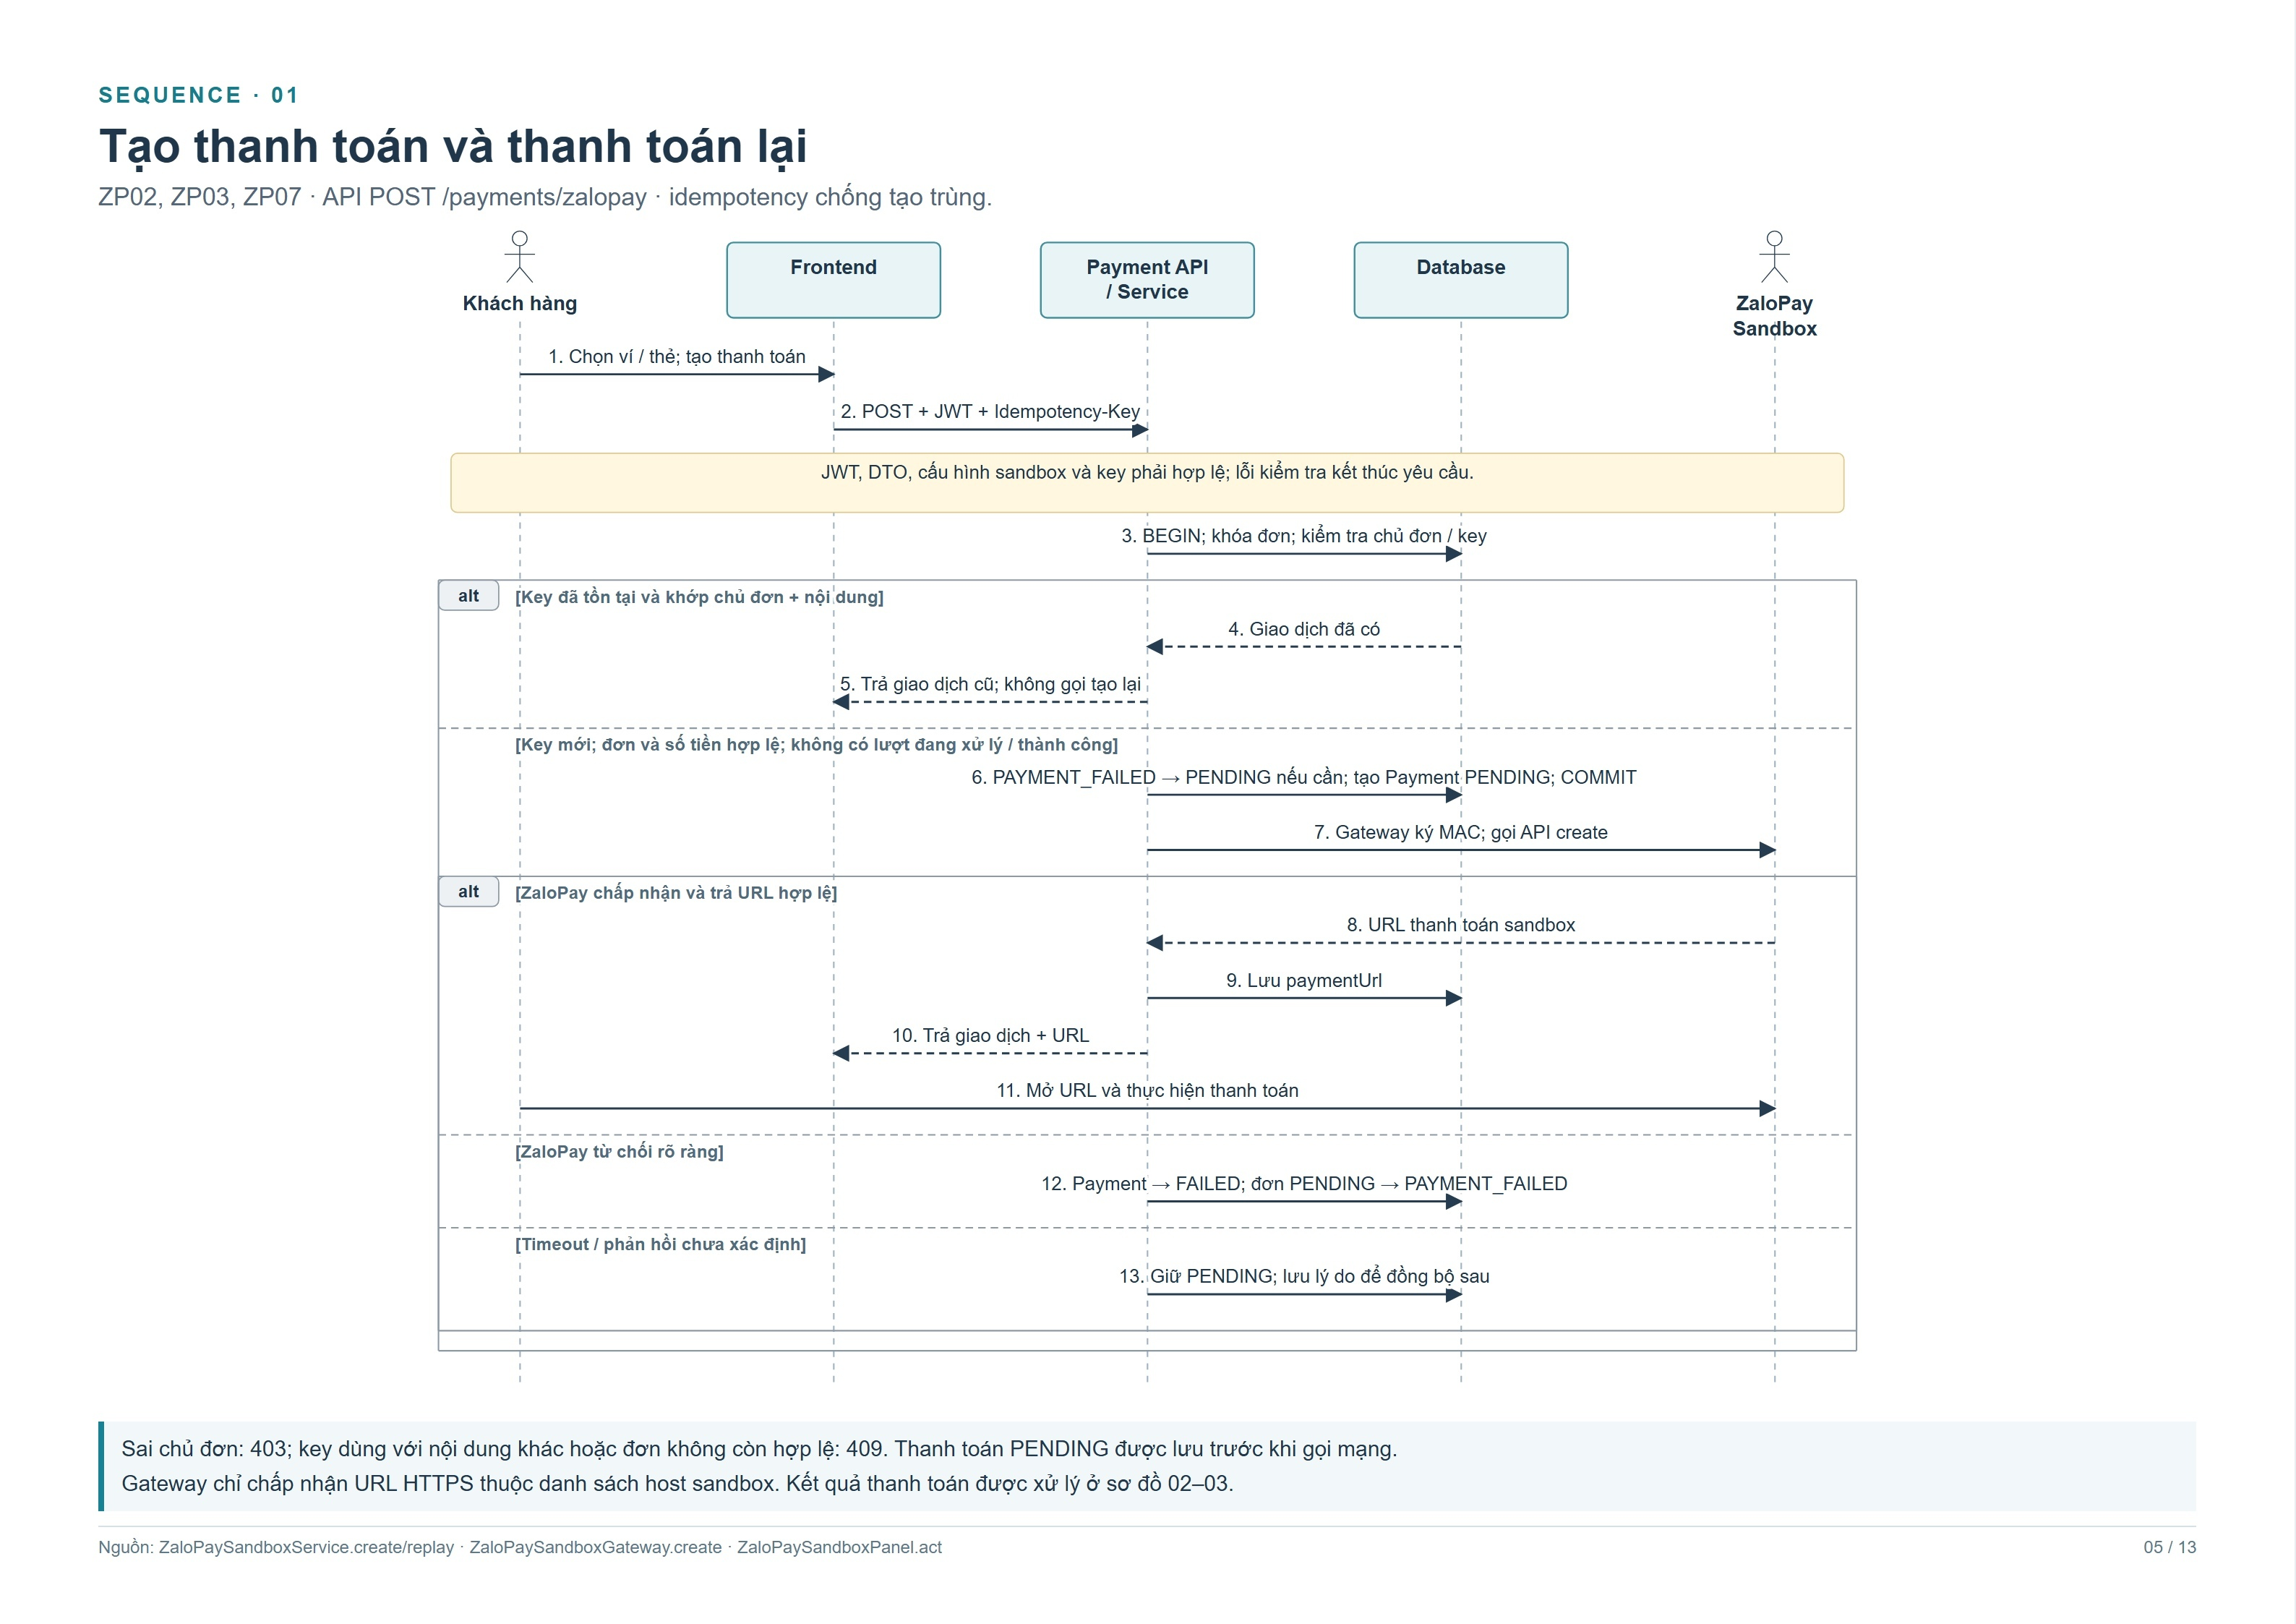 SEQUENCE · 01
Tạo thanh toán và thanh toán lại
ZP02, ZP03, ZP07 · API POST /payments/zalopay · idempotency chống tạo trùng.
Khách hàng
Frontend
Payment API
/ Service
Database
ZaloPay
Sandbox
1. Chọn ví / thẻ; tạo thanh toán
2. POST + JWT + Idempotency-Key
JWT, DTO, cấu hình sandbox và key phải hợp lệ; lỗi kiểm tra kết thúc yêu cầu.
3. BEGIN; khóa đơn; kiểm tra chủ đơn / key
alt [Key đã tồn tại và khớp chủ đơn + nội dung]
4. Giao dịch đã có
5. Trả giao dịch cũ; không gọi tạo lại
[Key mới; đơn và số tiền hợp lệ; không có lượt đang xử lý / thành công]
6. PAYMENT_FAILED → PENDING nếu cần; tạo Payment PENDING; COMMIT
7. Gateway ký MAC; gọi API create
alt [ZaloPay chấp nhận và trả URL hợp lệ]
8. URL thanh toán sandbox
9. Lưu paymentUrl
10. Trả giao dịch + URL
11. Mở URL và thực hiện thanh toán
[ZaloPay từ chối rõ ràng]
12. Payment → FAILED; đơn PENDING → PAYMENT_FAILED
[Timeout / phản hồi chưa xác định]
13. Giữ PENDING; lưu lý do để đồng bộ sau
Sai chủ đơn: 403; key dùng với nội dung khác hoặc đơn không còn hợp lệ: 409. Thanh toán PENDING được lưu trước khi gọi mạng.
Gateway chỉ chấp nhận URL HTTPS thuộc danh sách host sandbox. Kết quả thanh toán được xử lý ở sơ đồ 02–03.
Nguồn: ZaloPaySandboxService.create/replay · ZaloPaySandboxGateway.create · ZaloPaySandboxPanel.act
05 / 13